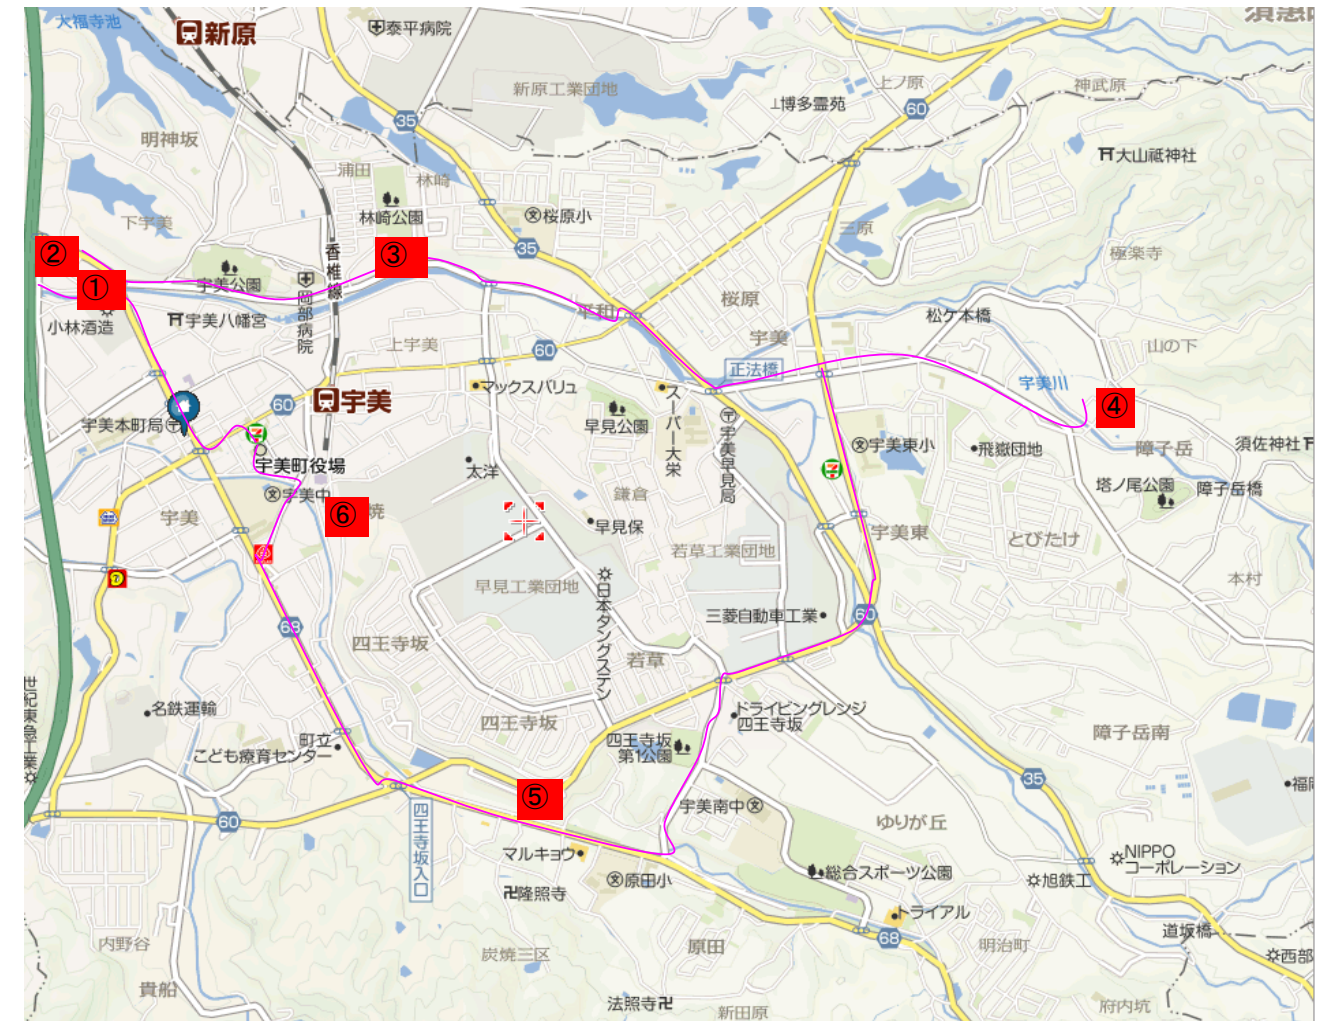 大福寺池
新原
泰平病院
須恵
新原工業団地
上ノ原
神武原
博多霊苑
35
60
明神坂
大山祗神社
浦田
林崎
林崎公園
桜原小
下宇美
三原
35
極楽寺
②
③
香椎線
①
宇美公園
岡部病院
桜原
平和
松ケ本橋
小林酒造
宇美八幡宮
宇美
上宇美
山の下
60
正法橋
宇美川
マックスバリュ
スーパー大栄
60
宇美
④
早見公園
宇美早見局
宇美本町局
宇美東小
飛嶽団地
障子岳
須佐神社
宇美町役場
太洋
塔ノ尾公園
障子岳橋
宇美中
鎌倉
⑥
焼
宇美
早見保
宇美東
とびたけ
若草工業団地
早見工業団地
日本タングステン
本村
三菱自動車工業
60
68
四王寺坂
若草
世紀東急工業
名鉄運輸
ドライビングレンジ
四王寺坂
四王寺坂
障子岳南
町立
こども療育センター
四王寺坂
第1公園
35
福岡
⑤
四王寺坂入口
宇美南中
60
ゆりが丘
マルキョウ
NIPPO
コーポレーション
原田小
総合スポーツ公園
旭鉄工
隆照寺
トライアル
道坂橋
内野谷
炭焼三区
原田
68
明治町
西部
貴船
法照寺
新田原
府内坑